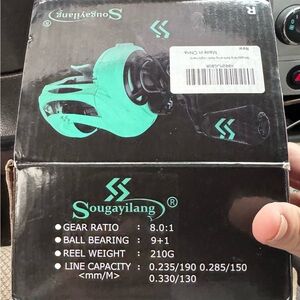 Sougayilang ®
R
Made in China
New
Sougayilang ®
● GEAR RATIO : 8.0:1
● BALL BEARING : 9+1
● REEL WEIGHT : 210G
● LINE CAPACITY : 0.235/190 0.285/150
<mm/M> 0.330/130